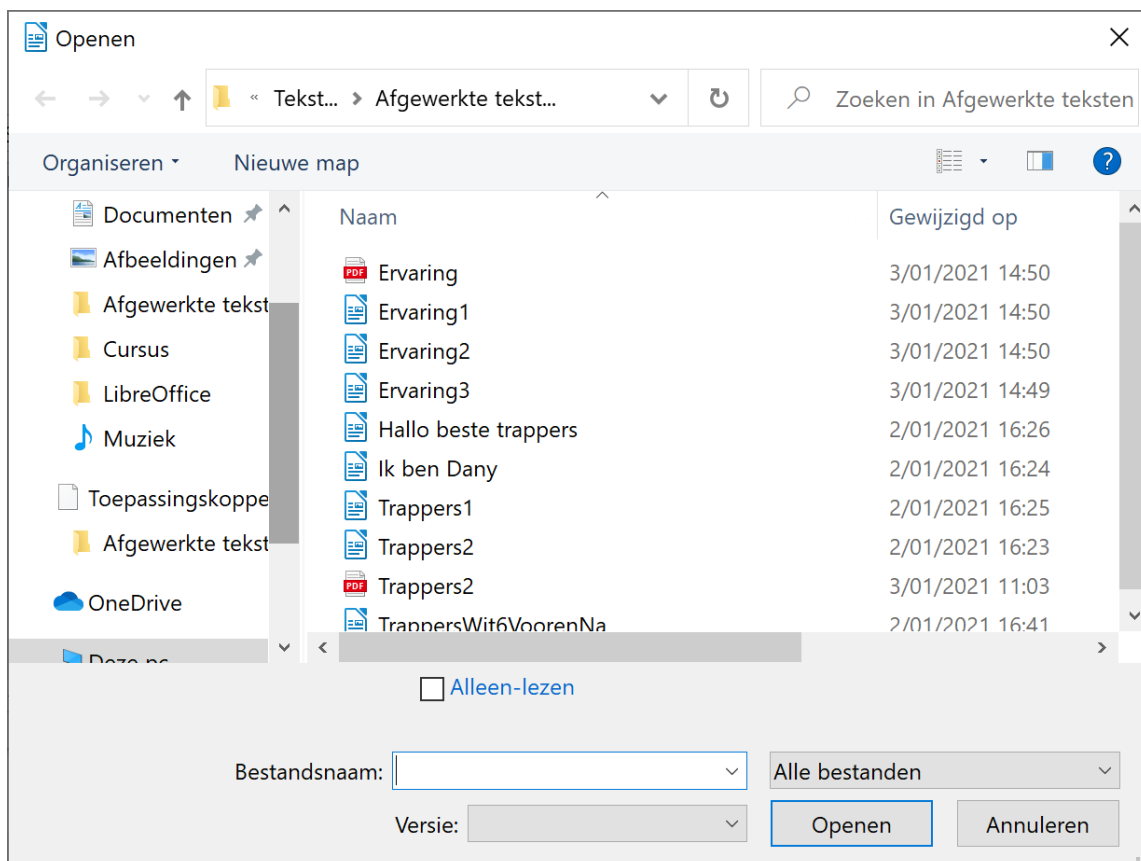 Openen
« Tekst... > Afgewerkte tekst...
Zoeken in Afgewerkte teksten
Organiseren
Nieuwe map
?
Documenten
Afbeeldingen
Afgewerkte tekst
Cursus
LibreOffice
Muziek
Toepassingskoppe
Afgewerkte tekst
OneDrive
Deze pc
Naam Gewijzigd op
PDF Ervaring 3/01/2021 14:50
Ervaring1 3/01/2021 14:50
Ervaring2 3/01/2021 14:50
Ervaring3 3/01/2021 14:49
Hallo beste trappers 2/01/2021 16:26
Ik ben Dany 2/01/2021 16:24
Trappers1 2/01/2021 16:25
Trappers2 2/01/2021 16:23
PDF Trappers2 3/01/2021 11:03
TrappersWit6VoorenNa 2/01/2021 16:41
Alleen-lezen
Bestandsnaam:
Alle bestanden
Versie:
Openen
Annuleren